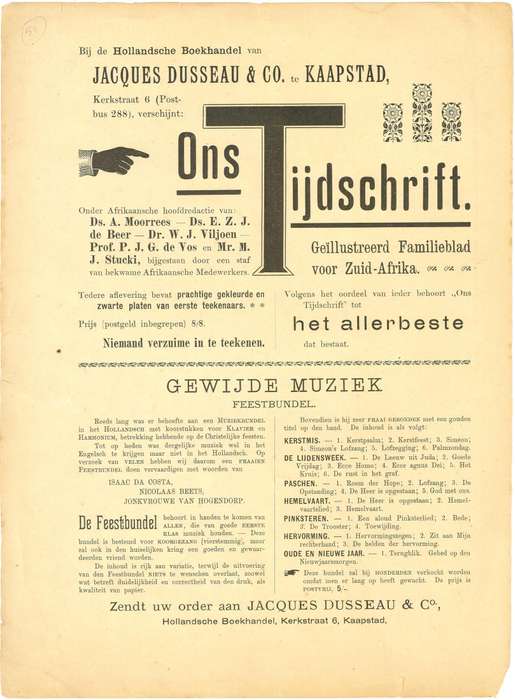 Bij de Hollandsche Boekhandel van
JACQUES DUSSEAU & CO. te KAAPSTAD,
Kerkstraat 6 (Post-
bus 288), verschijnt:
Ons Tijdschrift.
Onder Afrikaansche hoofdredactie van:
Ds. A. Moorrees — Ds. E. Z. J.
de Beer — Dr. W. J. Viljoen —
Prof. P. J. G. de Vos en Mr. M.
J. Stucki, bijgestaan door een staf
van bekwame Afrikaansche Medewerkers.
Geïllustreerd Familieblad
voor Zuid-Afrika.
Tedere aflevering bevat prachtige gekleurde en
zwarte platen van eerste teekenaars.
Prijs (postgeld inbegrepen) 8/8.
Niemand verzuime in te teekenen.
Volgens het oordeel van ieder behoort „Ons
Tijdschrift" tot
het allerbeste
dat bestaat.
GEWIJDE MUZIEK
FEESTBUNDEL.
Reeds lang was er behoefte aan een MUZIEKBUNDEL
in het HOLLANDSCH met koorstukken voor KLAVIER en
HARMONIUM, betrekking hebbende op de Christelijke feesten.
Tot op heden was dergelijke muziek wel in het
Engelsch te krijgen maar niet in het Hollandsch. Op
verzoek van VELEN hebben wij daarom een FRAAIEN
FEESTBUNDEL doen vervaardigen met woorden van
ISAAC DA COSTA,
NICOLAAS BEETS,
JONKVROUWE VAN HOGENDORP.
De Feestbundel behoort in handen te komen van
ALLEN, die van goede EERSTE
KLAS muziek houden. — Deze
bundel is bestemd voor KOORGEZANG [vierstemmig], maar
zal ook in den huiselijken kring een goeden en gewaar-
deerden vriend worden.
De inhoud is rijk aan variatie, terwijl de uitvoering
van den Feestbundel NIETS te wenschen overlaat, zoowel
wat betreft duidelijkheid en correctheid van den druk, als
kwaliteit van papier.
Bovendien is hij zeer FRAAI GEBONDEN met een gouden
titel op den band. De inhoud is als volgt:
KERSTMIS. — 1. Kerstpsalm; 2. Kerstfeest; 3. Simeon;
4. Simeon's Lofzang; 5. Lofzegging; 6. Palmzondag.
DE LIJDENSWEEK. — 1. De Leeuw uit Juda; 2. Goede
Vrijdag; 3. Ecce Homo; 4. Ecce agnus Dei; 5. Het
Kruis; 6. De rust in het graf.
PASCHEN. — 1. Roem der Hope; 2. Lofzang; 3. De
Opstanding; 4. De Heer is opgestaan; 5. God met ons.
HEMELVAART. — 1. De Heer is opgestaan; 2. Hemel-
vaartslied; 3. Hemelvaart.
PINKSTEREN. — 1. Een aloud Pinksterlied; 2. Bede;
3. De Trooster; 4. Toewijding.
HERVORMING. — 1. Hervormingszegen; 2. Zit aan Mijn
rechterhand; 3. De helden der hervorming.
OUDE EN NIEUWE JAAR. — 1. Terugblik. Gebed op den
Nieuwjaarsmorgen.
Deze bundel zal bij HONDERDEN verkocht worden
omdat men er lang op heeft gewacht. De prijs is
POSTVRIJ, 5/-
Zendt uw order aan JACQUES DUSSEAU & Co.,
Hollandsche Boekhandel, Kerkstraat 6, Kaapstad,